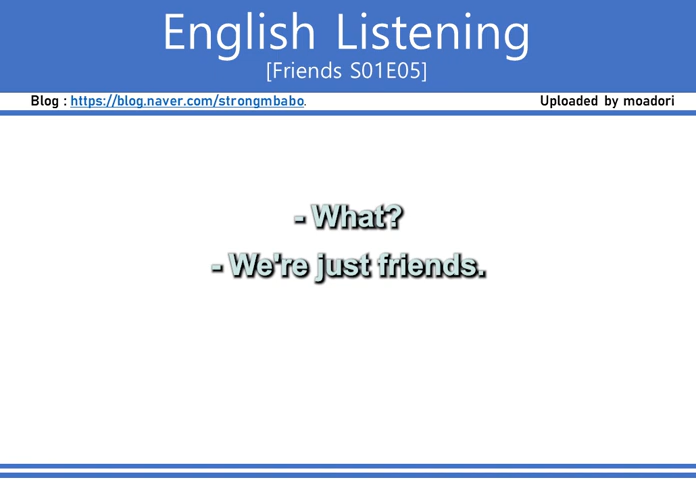 English Listening
[Friends S01E05]
Blog : https://blog.naver.com/strongmbabo. Uploaded by moadori
- What?
- We're just friends.